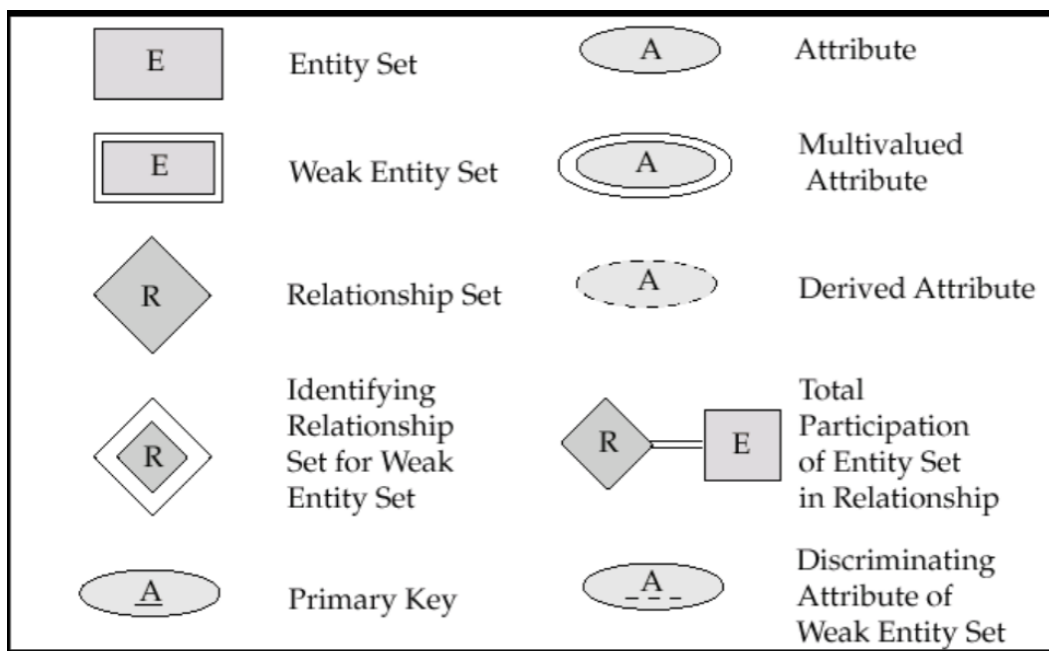 E
Entity Set
A
Attribute
E
Weak Entity Set
A
Multivalued
Attribute
R
Relationship Set
A
Derived Attribute
R
Identifying
Relationship
Set for Weak
Entity Set
R
E
Total
Participation
of Entity Set
in Relationship
A
Primary Key
A
Discriminating
Attribute of
Weak Entity Set